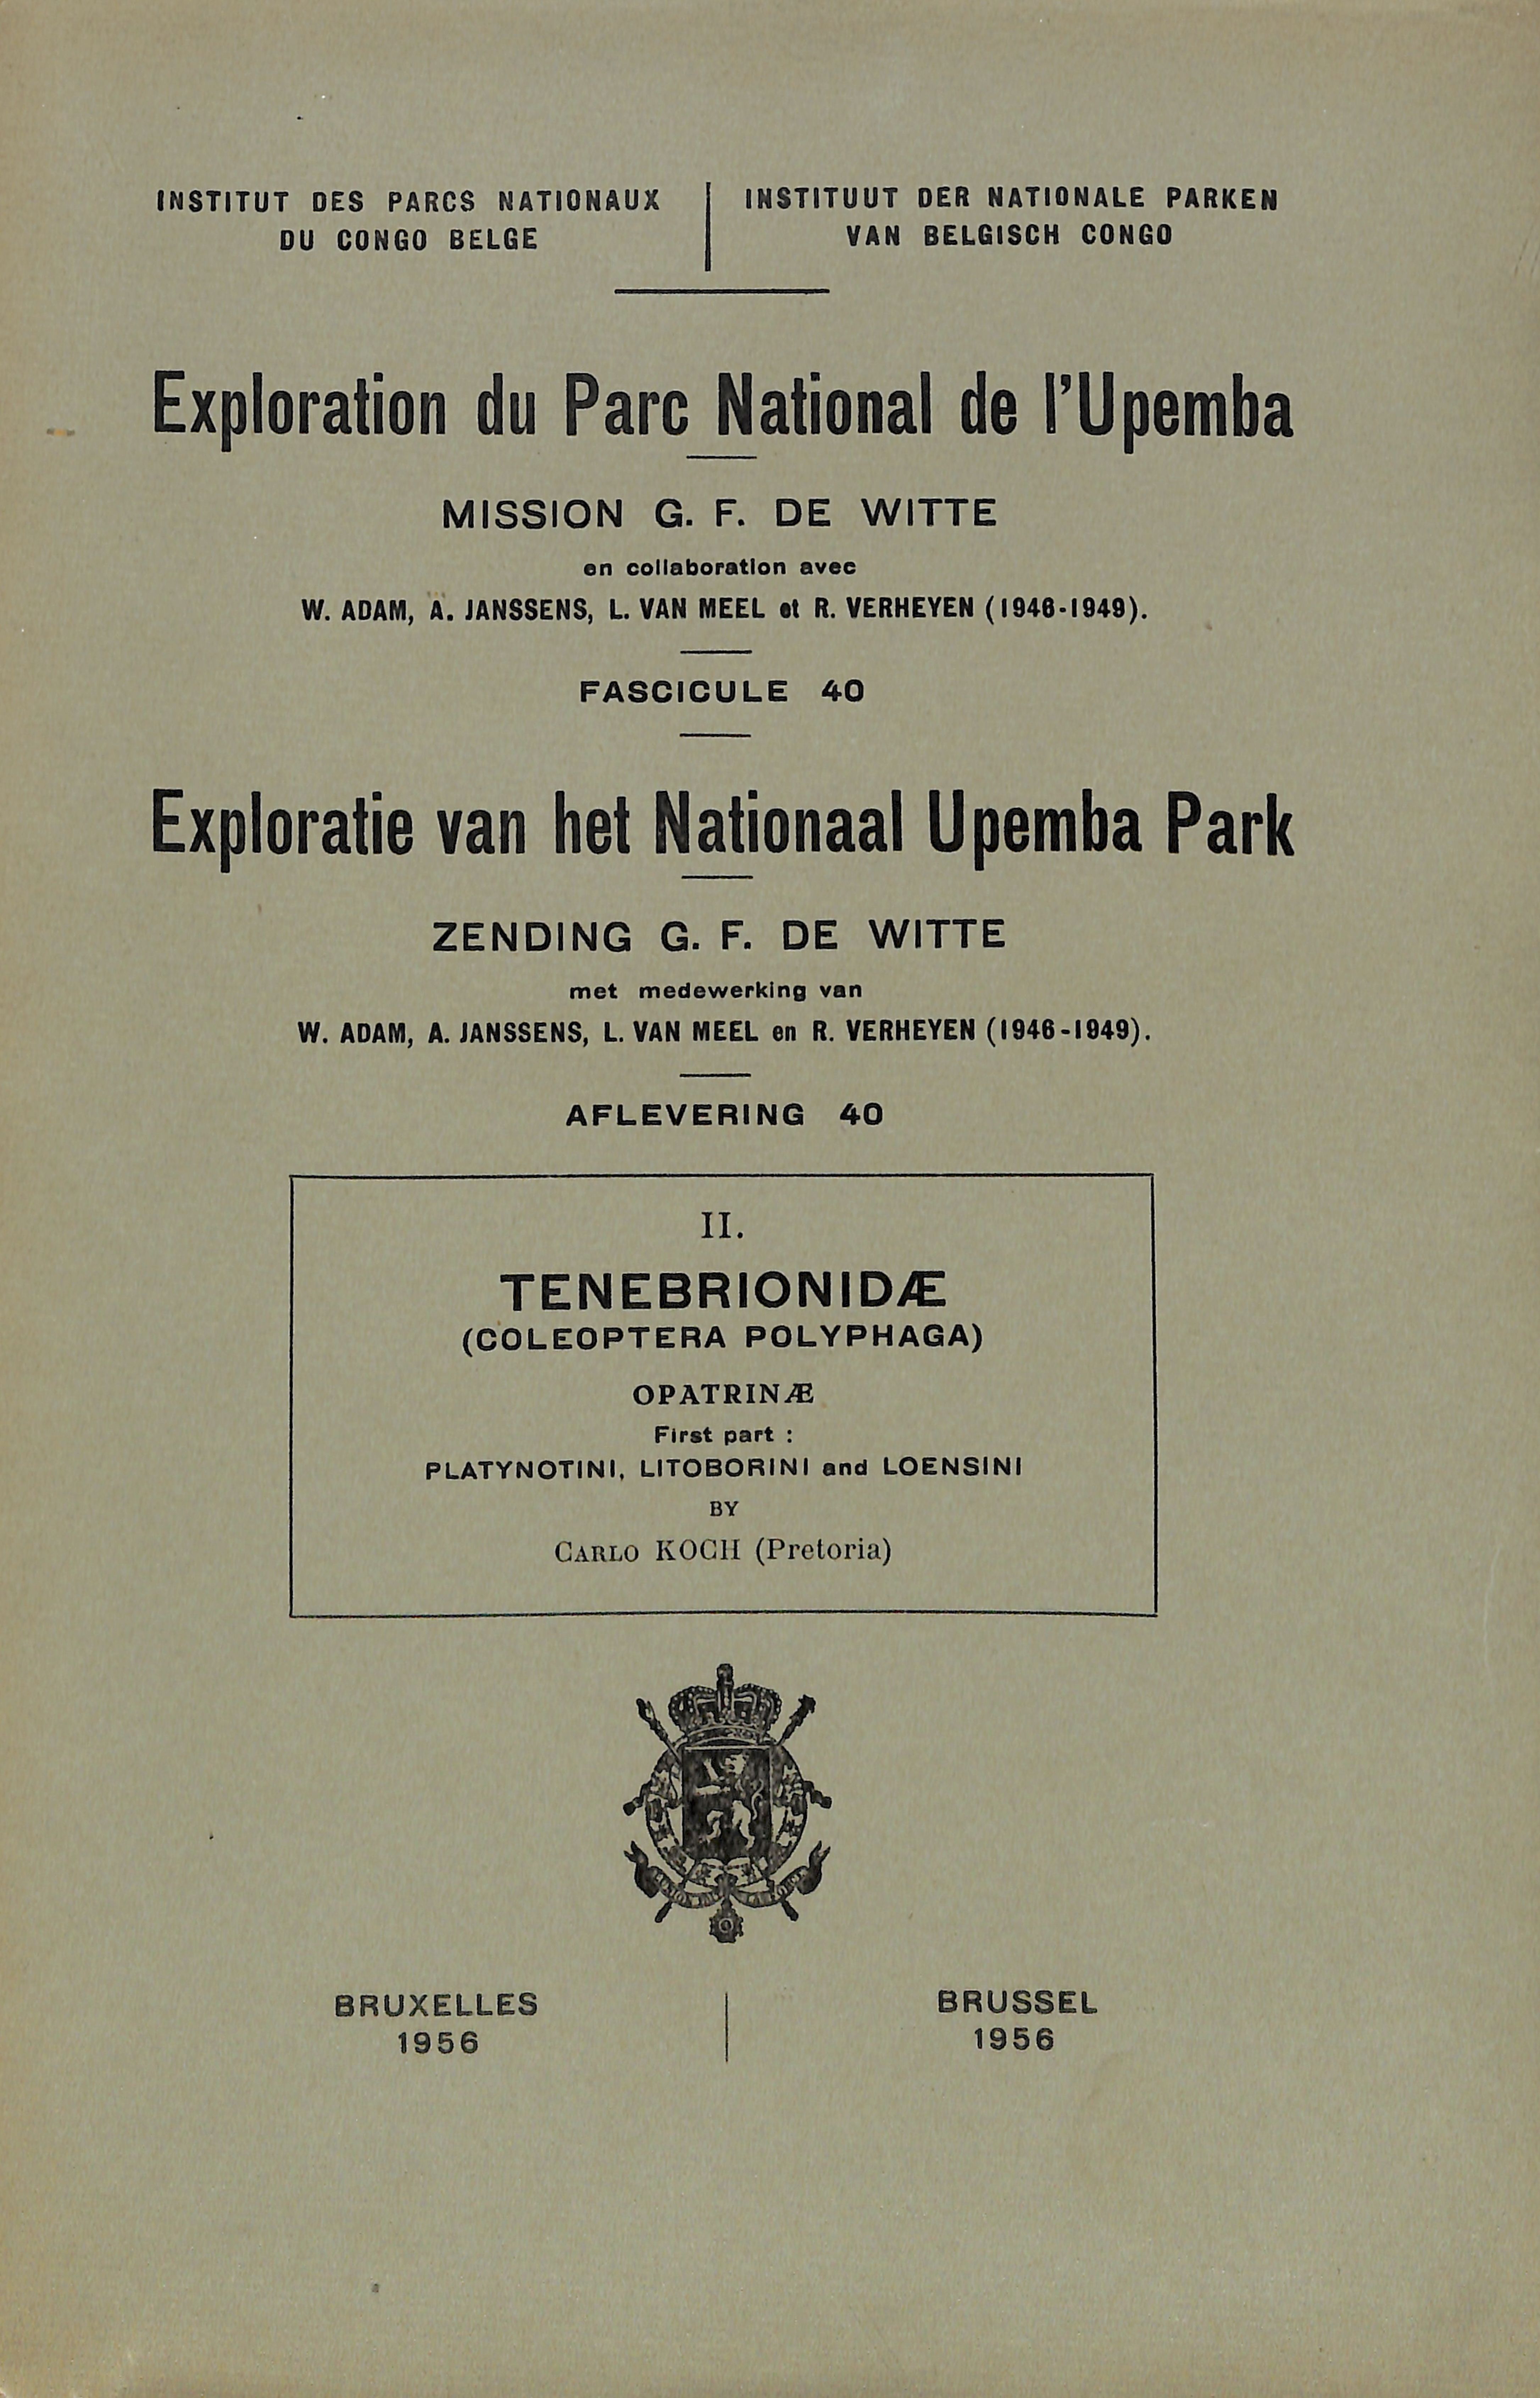 INSTITUT DES PARCS NATIONAUX
DU CONGO BELGE
INSTITUUT DER NATIONALE PARKEN
VAN BELGISCH CONGO
Exploration du Parc National de l'Upemba
MISSION G. F. DE WITTE
en collaboration avec
W. ADAM, A. JANSSENS, L. VAN MEEL et R. VERHEYEN (1946-1949).
FASCICULE 40
Exploratie van het Nationaal Upemba Park
ZENDING G. F. DE WITTE
met medewerking van
W. ADAM, A. JANSSENS, L. VAN MEEL en R. VERHEYEN (1946-1949).
AFLEVERING 40
II.
TENEBRIONIDÆ
(COLEOPTERA POLYPHAGA)
OPATRINÆ
First part :
PLATYNOTINI, LITOBORINI and LOENSINI
BY
CARLO KOCH (Pretoria)
BRUXELLES
1956
BRUSSEL
1956